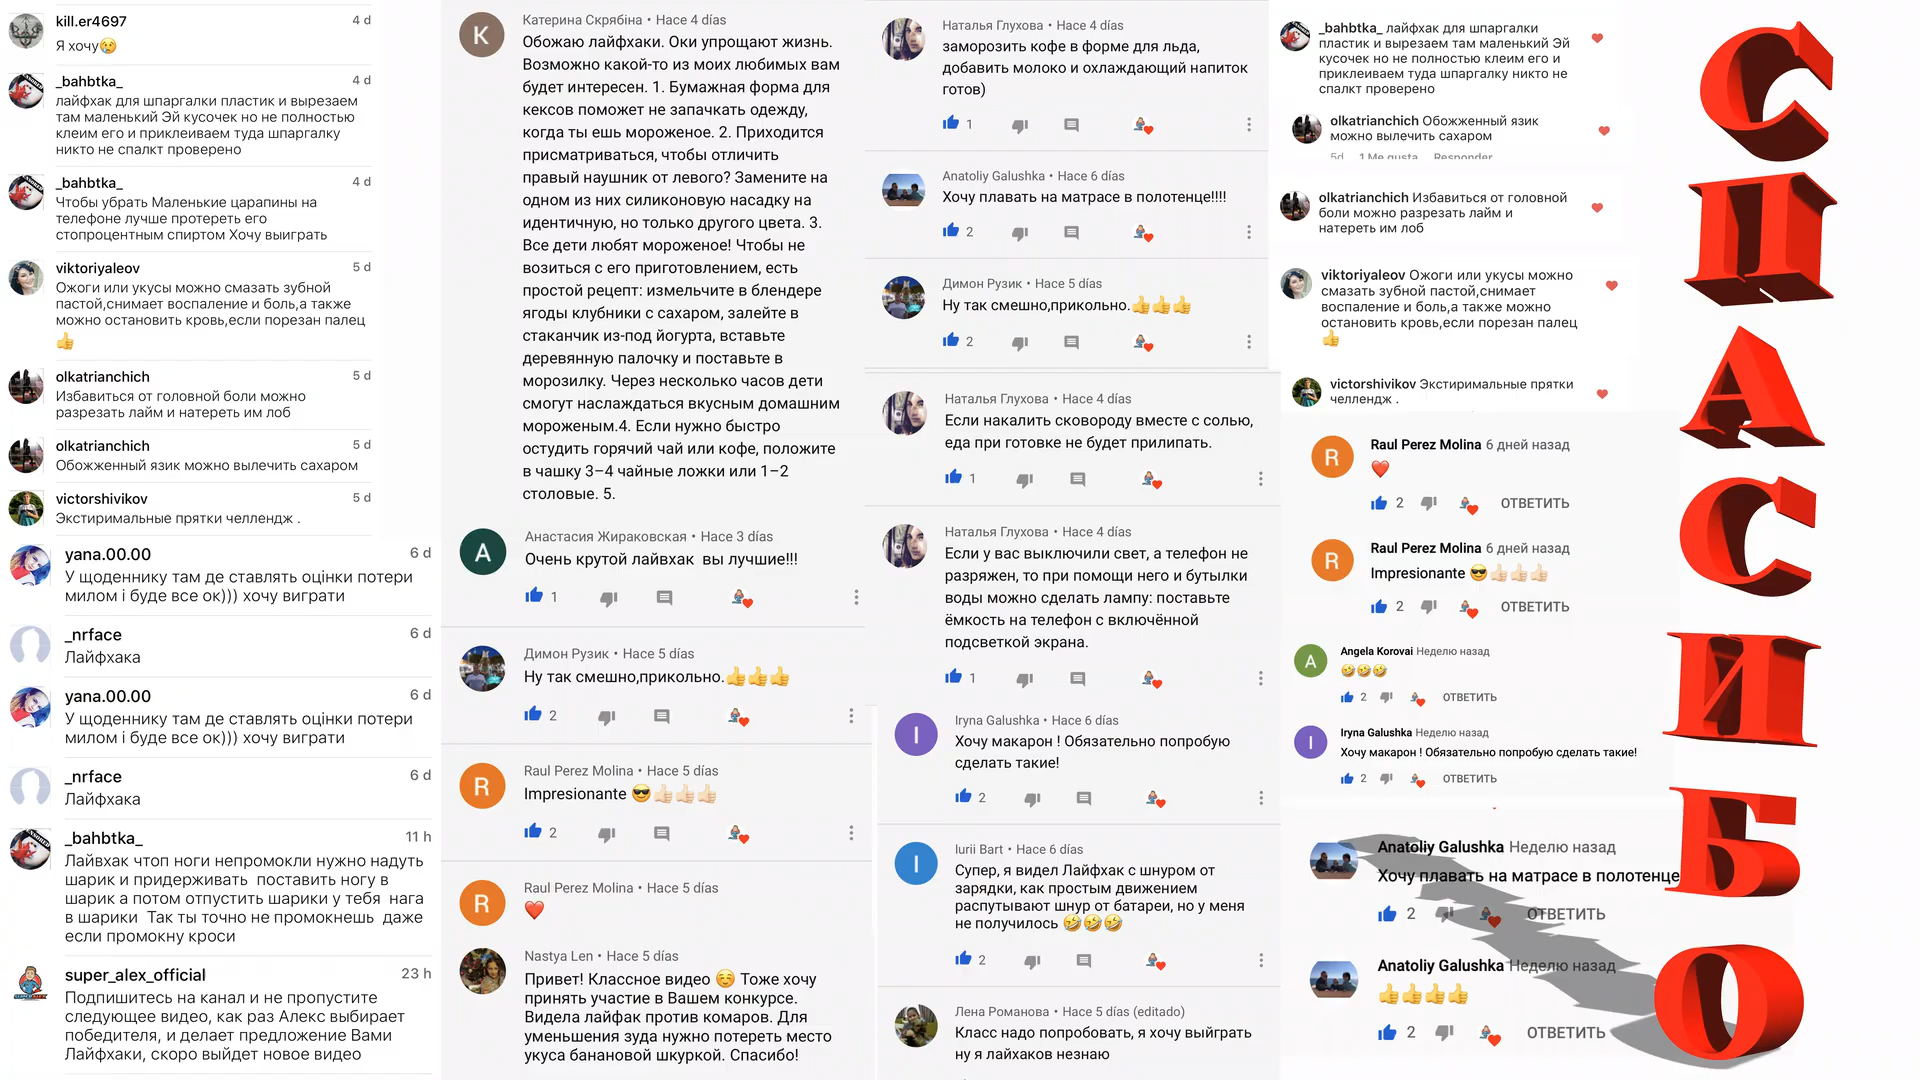 kill.er4697 4 d
Я хочу😢
_bahbtka_ 4 d
лайфхак для шпаргалки пластик и вырезаем
там маленький Эй кусочек но не полностью
клеим его и приклеиваем туда шпаргалку
никто не спалкт проверено
_bahbtka_ 4 d
Чтобы убрать Маленькие царапины на
телефоне лучше протереть его
стопроцентным спиртом Хочу выиграть
viktoriyaleov 5 d
Ожоги или укусы можно смазать зубной
пастой,снимает воспаление и боль,а также
можно остановить кровь,если порезан палец
👍
olkatrianchich 5 d
Избавиться от головной боли можно
разрезать лайм и натереть им лоб
olkatrianchich 5 d
Обожженный язик можно вылечить сахаром
victorshivikov 5 d
Экстиримальные прятки челлендж .
yana.00.00 6 d
У щоденнику там де ставлять оцінки потери
милом і буде все ок))) хочу виграти
_nrface 6 d
Лайфхака
yana.00.00 6 d
У щоденнику там де ставлять оцінки потери
милом і буде все ок))) хочу виграти
_nrface 6 d
Лайфхака
_bahbtka_ 11 h
Лайвхак чтоп ноги непромокли нужно надуть
шарик и придерживать поставить ногу в
шарик а потом отпустить шарики у тебя нага
в шарики Так ты точно не промокнешь даже
если промокну кроси
super_alex_official 23 h
Подпишитесь на канал и не пропустите
следующее видео, как раз Алекс выбирает
победителя, и делает предложение Вами
Лайфхаки, скоро выйдет новое видео
K
Катерина Скрябіна • Hace 4 días
Обожаю лайфхаки. Оки упрощают жизнь.
Возможно какой-то из моих любимых вам
будет интересен. 1. Бумажная форма для
кексов поможет не запачкать одежду,
когда ты ешь мороженое. 2. Приходится
присматриваться, чтобы отличить
правый наушник от левого? Замените на
одном из них силиконовую насадку на
идентичную, но только другого цвета. 3.
Все дети любят мороженое! Чтобы не
возиться с его приготовлением, есть
простой рецепт: измельчите в блендере
ягоды клубники с сахаром, залейте в
стаканчик из-под йогурта, вставьте
деревянную палочку и поставьте в
морозилку. Через несколько часов дети
смогут наслаждаться вкусным домашним
мороженым.4. Если нужно быстро
остудить горячий чай или кофе, положите
в чашку 3–4 чайные ложки или 1–2
столовые. 5.
A
Анастасия Жираковская • Hace 3 días
Очень крутой лайвхак вы лучшие!!!
1
Димон Рузик • Hace 5 días
Ну так смешно,прикольно.👍👍👍
2
R
Raul Perez Molina • Hace 5 días
Impresionante 😎👍🏻👍🏻👍🏻
2
R
Raul Perez Molina • Hace 5 días
❤️
Nastya Len • Hace 5 días
Привет! Классное видео ☺️ Тоже хочу
принять участие в Вашем конкурсе.
Видела лайфак против комаров. Для
уменьшения зуда нужно потереть место
укуса банановой шкуркой. Спасибо!
Наталья Глухова • Hace 4 días
заморозить кофе в форме для льда,
добавить молоко и охлаждающий напиток
готов)
1
Anatoliy Galushka • Hace 6 días
Хочу плавать на матрасе в полотенце!!!!
2
Димон Рузик • Hace 5 días
Ну так смешно,прикольно.👍👍👍
2
Наталья Глухова • Hace 4 días
Если накалить сковороду вместе с солью,
еда при готовке не будет прилипать.
1
Наталья Глухова • Hace 4 días
Если у вас выключили свет, а телефон не
разряжен, то при помощи него и бутылки
воды можно сделать лампу: поставьте
ёмкость на телефон с включённой
подсветкой экрана.
1
I
Iryna Galushka • Hace 6 días
Хочу макарон ! Обязательно попробую
сделать такие!
2
I
Iurii Bart • Hace 6 días
Супер, я видел Лайфхак с шнуром от
зарядки, как простым движением
распутывают шнур от батареи, но у меня
не получилось 🤣🤣🤣
2
Лена Романова • Hace 5 días (editado)
Класс надо попробовать, я хочу выйграть
ну я лайхаков незнаю
_bahbtka_ лайфхак для шпаргалки
пластик и вырезаем там маленький Эй
кусочек но не полностью клеим его и
приклеиваем туда шпаргалку никто не
спалкт проверено
olkatrianchich Обожженный язик
можно вылечить сахаром
5d 1 Me gusta Responder
olkatrianchich Избавиться от головной
боли можно разрезать лайм и
натереть им лоб
viktoriyaleov Ожоги или укусы можно
смазать зубной пастой,снимает
воспаление и боль,а также можно
остановить кровь,если порезан палец
👍
victorshivikov Экстиримальные прятки
челлендж .
R
Raul Perez Molina 6 дней назад
❤️
2 ОТВЕТИТЬ
R
Raul Perez Molina 6 дней назад
Impresionante 😎👍🏻👍🏻👍🏻
2 ОТВЕТИТЬ
A
Angela Korovai Неделю назад
🤣🤣🤣
2 ОТВЕТИТЬ
I
Iryna Galushka Неделю назад
Хочу макарон ! Обязательно попробую сделать такие!
2 ОТВЕТИТЬ
Anatoliy Galushka Неделю назад
Хочу плавать на матрасе в полотенце
2 ОТВЕТИТЬ
Anatoliy Galushka Неделю назад
👍👍👍👍
2 ОТВЕТИТЬ
СПАСИБО